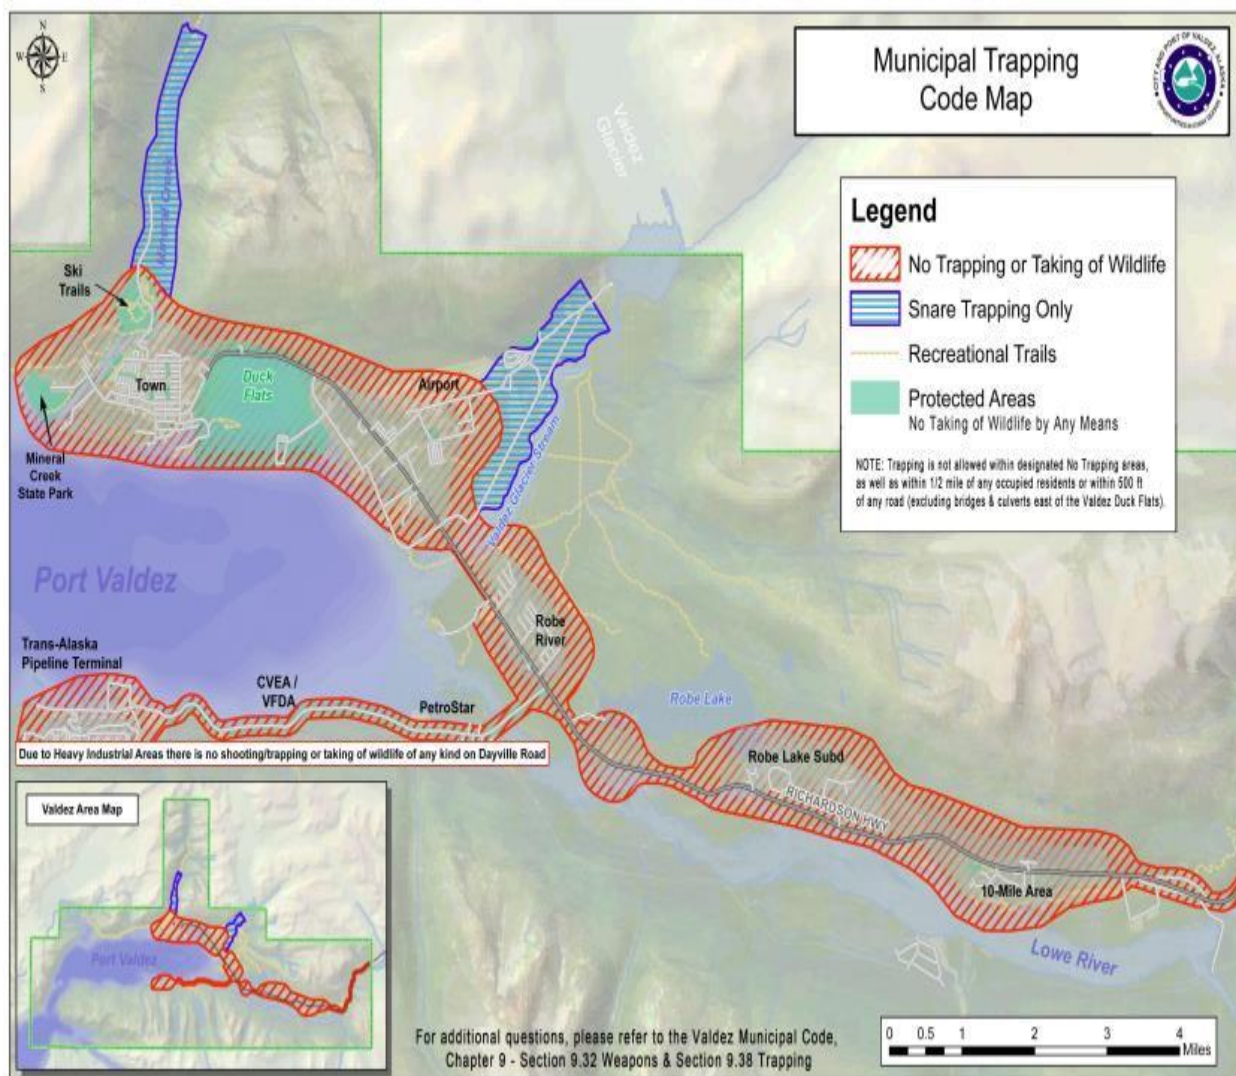 N
W
E
S
Municipal Trapping
Code Map
CITY AND PORT OF VALDEZ, ALASKA
Valdez
Glacier
Legend
No Trapping or Taking of Wildlife
Snare Trapping Only
Recreational Trails
Protected Areas
No Taking of Wildlife by Any Means
NOTE: Trapping is not allowed within designated No Trapping areas,
as well as within 1/2 mile of any occupied residents or within 500 ft
of any road (excluding bridges & culverts east of the Valdez Duck Flats).
Ski
Trails
Town
Duck
Flats
Airport
Mineral
Creek
State Park
Valdez Glacier Stream
Port Valdez
Robe
River
Trans-Alaska
Pipeline Terminal
CVEA /
VFDA
PetroStar
Robe Lake
Due to Heavy Industrial Areas there is no shooting/trapping or taking of wildlife of any kind on Dayville Road
Robe Lake Subd
RICHARDSON HWY
10-Mile Area
Lowe River
Valdez Area Map
Port Valdez
For additional questions, please refer to the Valdez Municipal Code,
Chapter 9 - Section 9.32 Weapons & Section 9.38 Trapping
0 0.5 1 2 3 4
Miles